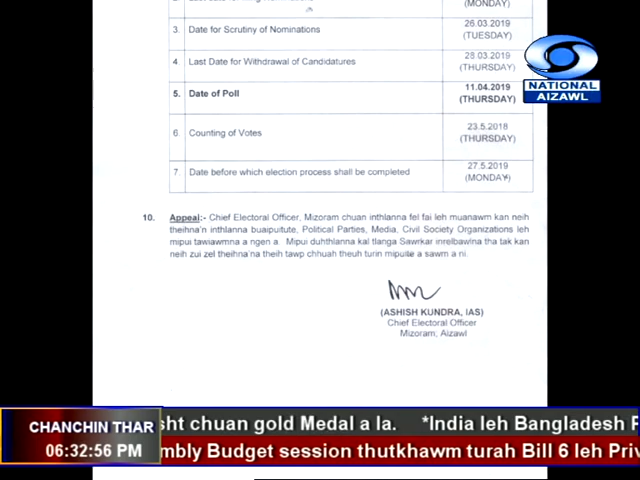 (MONDAY)
3. Date for Scrutiny of Nominations 26.03.2019
(TUESDAY)
4. Last Date for Withdrawal of Candidatures 28.03.2019
(THURSDAY)
5. Date of Poll 11.04.2019
(THURSDAY)
6. Counting of Votes 23.5.2018
(THURSDAY)
7. Date before which election process shall be completed 27.5.2019
(MONDAY)
10. Appeal:- Chief Electoral Officer, Mizoram chuan inthlanna fel fai leh muanawm kan neih
theihna'n inthlanna buaipuitute, Political Parties, Media, Civil Society Organizations leh
mipui tawiawmna a ngen a. Mipui duhthlanna kal tlanga Sawrkar inrelbawlna tha tak kan
neih zui zel theihna'na theih tawp chhuah theuh turin mipuite a sawm a ni.
(ASHISH KUNDRA, IAS)
Chief Electoral Officer
Mizoram, Aizawl
NATIONAL
AIZAWL
CHANCHIN THAR
06:32:56 PM
sht chuan gold Medal a la. *India leh Bangladesh
mbly Budget session thutkhawm turah Bill 6 leh Priv